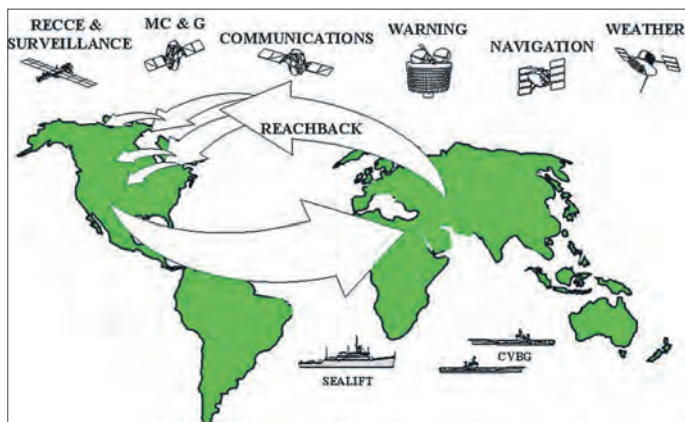 RECCE &
SURVEILLANCE
MC & G
COMMUNICATIONS
WARNING
NAVIGATION
WEATHER
REACHBACK
SEALIFT
CVBG